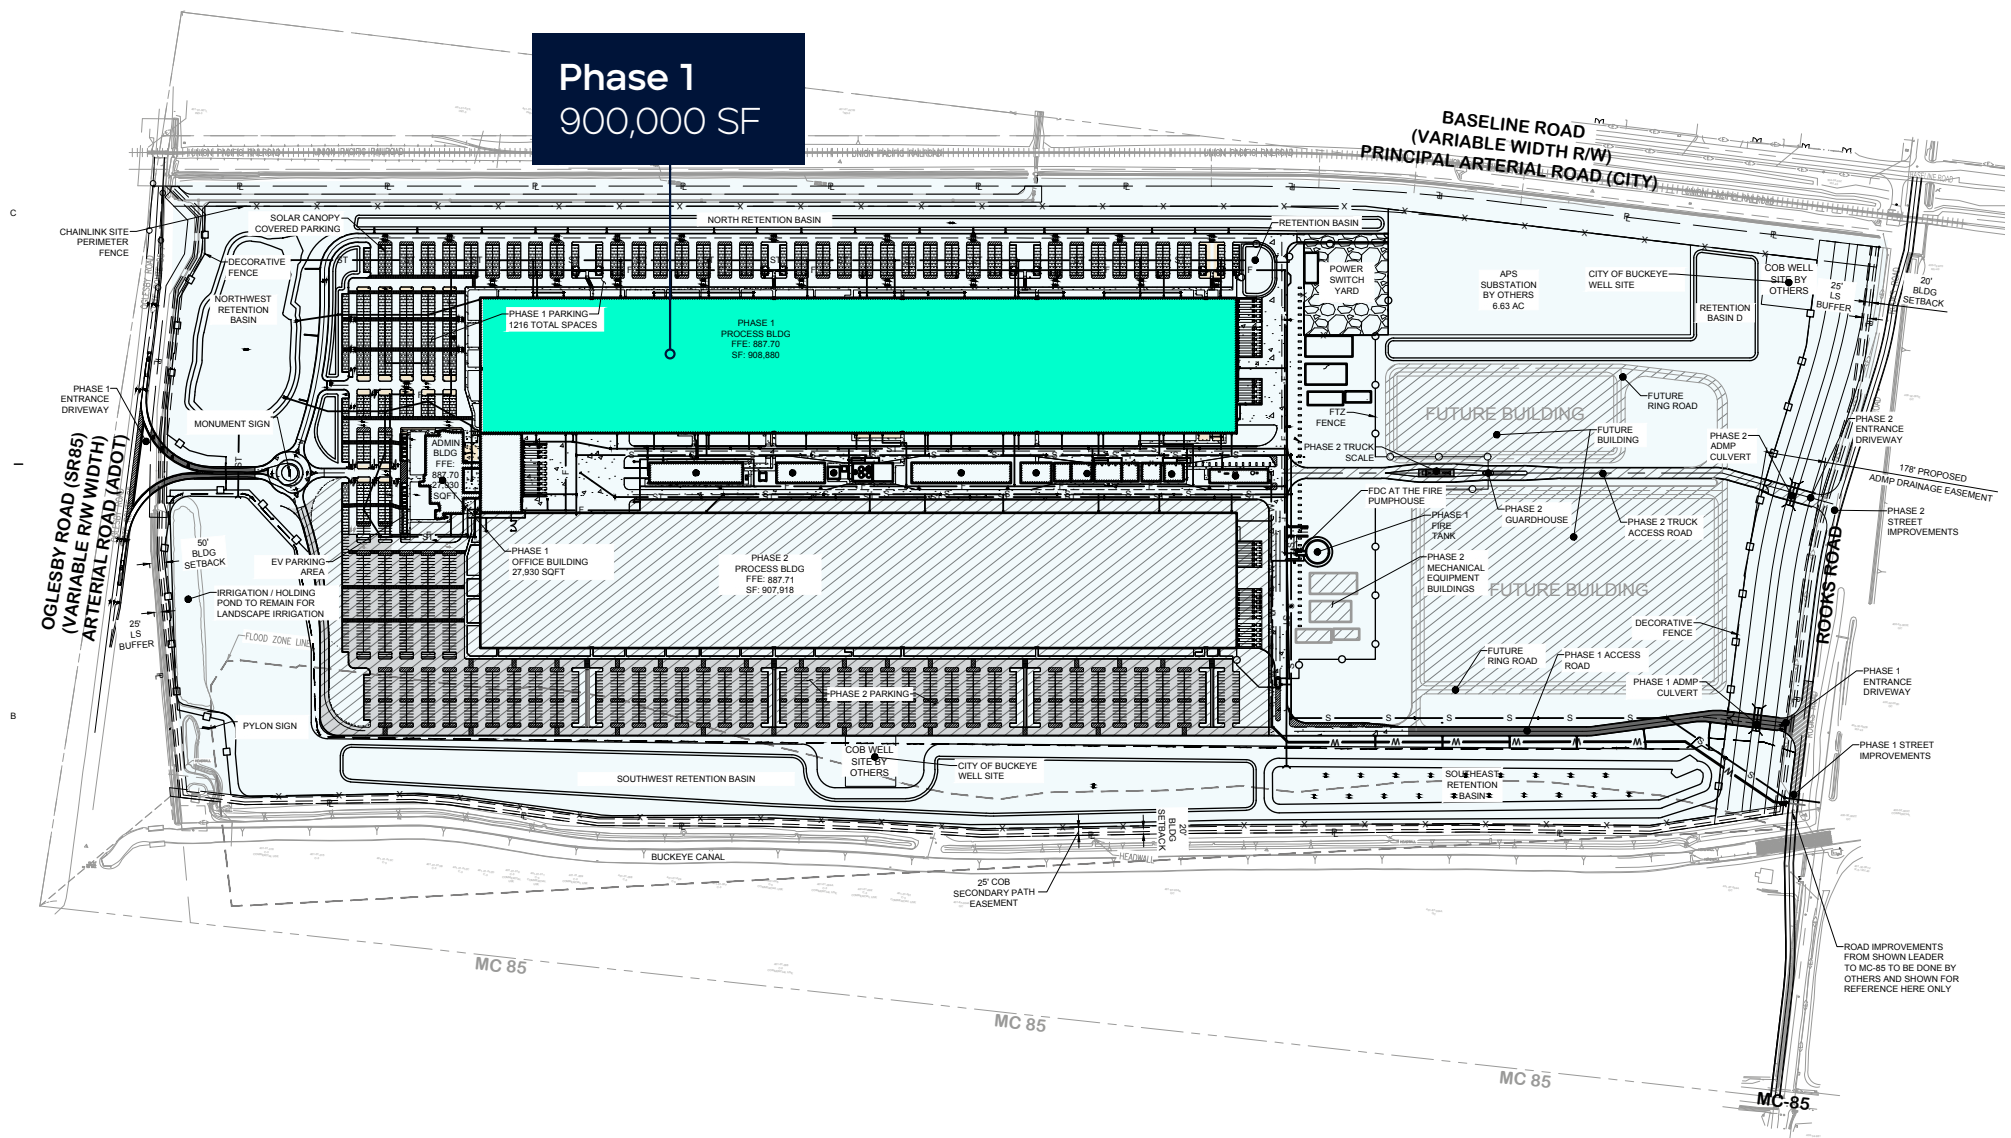 Phase 1
900,000 SF
BASELINE ROAD
(VARIABLE WIDTH R/W)
PRINCIPAL ARTERIAL ROAD (CITY)
UNION PACIFIC RAILROAD
C
CHAINLINK SITE
PERIMETER
FENCE
SOLAR CANOPY
COVERED PARKING
NORTH RETENTION BASIN
RETENTION BASIN
DECORATIVE
FENCE
NORTHWEST
RETENTION
BASIN
POWER
SWITCH
YARD
APS
SUBSTATION
BY OTHERS
6.63 AC
CITY OF BUCKEYE
WELL SITE
COB WELL
SITE BY
OTHERS
25'
LS
BUFFER
20'
BLDG
SETBACK
RETENTION
BASIN D
PHASE 1 PARKING
1216 TOTAL SPACES
PHASE 1
PROCESS BLDG
FFE: 887.70
SF: 908,880
PHASE 1
ENTRANCE
DRIVEWAY
MONUMENT SIGN
OGLESBY ROAD (SR85)
(VARIABLE R/W WIDTH)
ARTERIAL ROAD (ADOT)
ADMIN
BLDG
FFE:
887.70
27,930
SQFT
FTZ
FENCE
FUTURE BUILDING
FUTURE
RING ROAD
FUTURE
BUILDING
PHASE 2 TRUCK
SCALE
PHASE 2
ADMP
CULVERT
PHASE 2
ENTRANCE
DRIVEWAY
178' PROPOSED
ADMP DRAINAGE EASEMENT
FDC AT THE FIRE
PUMPHOUSE
PHASE 1
FIRE
TANK
PHASE 2
GUARDHOUSE
PHASE 2 TRUCK
ACCESS ROAD
PHASE 2
STREET
IMPROVEMENTS
50'
BLDG
SETBACK
EV PARKING
AREA
PHASE 1
OFFICE BUILDING
27,930 SQFT
PHASE 2
PROCESS BLDG
FFE: 887.71
SF: 907,918
PHASE 2
MECHANICAL
EQUIPMENT
BUILDINGS
FUTURE BUILDING
ROOKS ROAD
IRRIGATION / HOLDING
POND TO REMAIN FOR
LANDSCAPE IRRIGATION
25'
LS
BUFFER
FLOOD ZONE LINE
DECORATIVE
FENCE
FUTURE
RING ROAD
PHASE 1 ACCESS
ROAD
PHASE 1 ADMP
CULVERT
PHASE 1
ENTRANCE
DRIVEWAY
B
PHASE 2 PARKING
PYLON SIGN
PHASE 1 STREET
IMPROVEMENTS
COB WELL
SITE BY
OTHERS
CITY OF BUCKEYE
WELL SITE
SOUTHWEST RETENTION BASIN
SOUTHEAST
RETENTION
BASIN
20'
BLDG
SETBACK
BUCKEYE CANAL
HEADWALL
25' COB
SECONDARY PATH
EASEMENT
ROAD IMPROVEMENTS
FROM SHOWN LEADER
TO MC-85 TO BE DONE BY
OTHERS AND SHOWN FOR
REFERENCE HERE ONLY
MC 85
MC 85
MC 85
MC-85